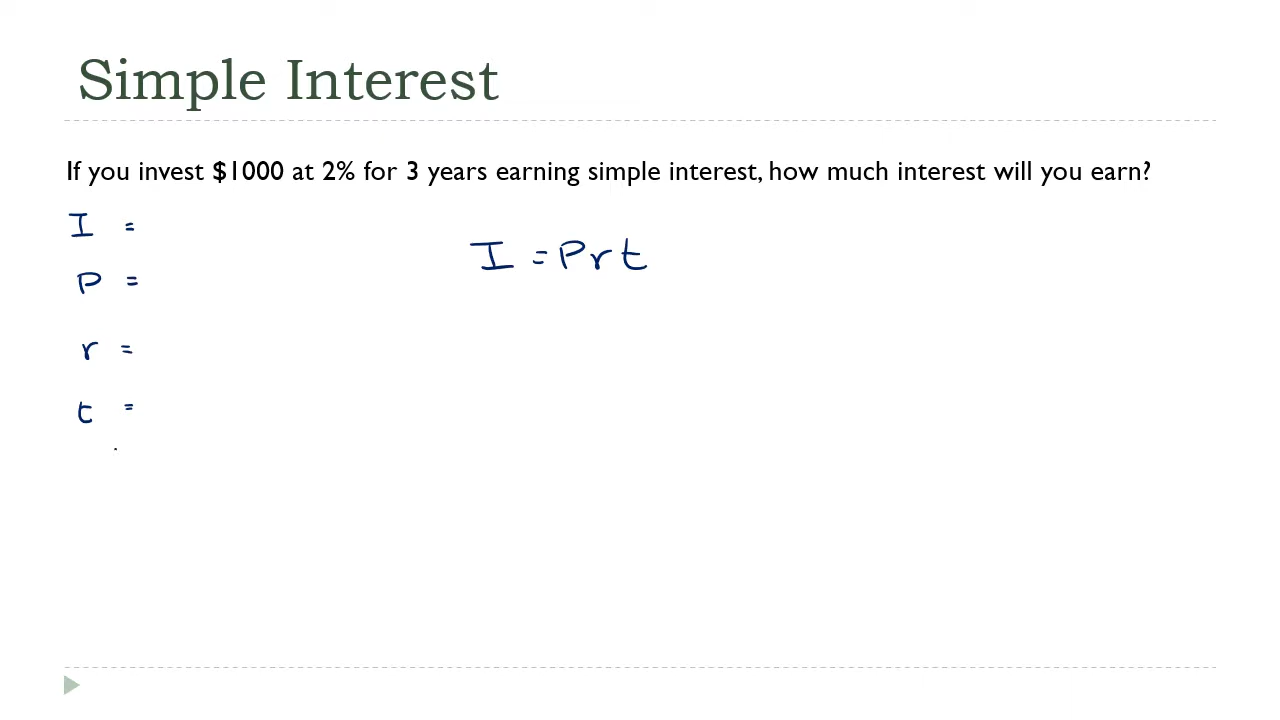 Simple Interest
If you invest $1000 at 2% for 3 years earning simple interest, how much interest will you earn?
I =
I = Prt
P =
r =
t =